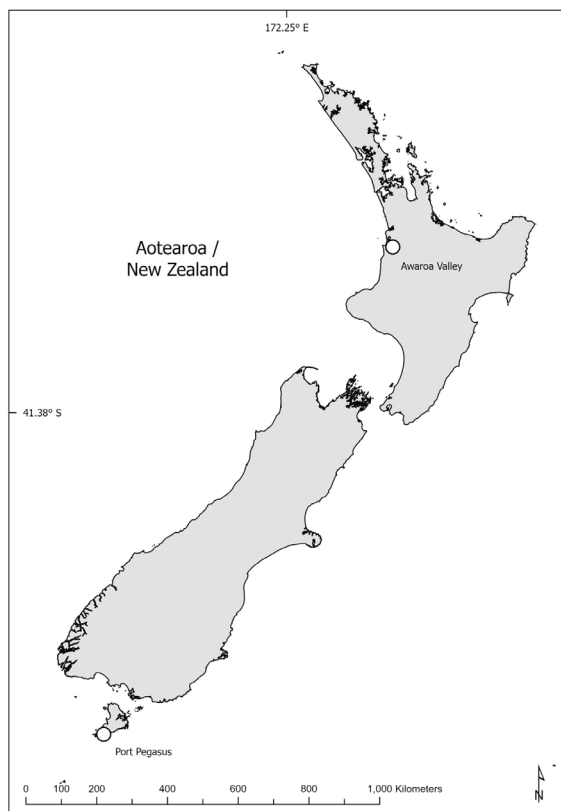 172.25° E
Aotearoa /
New Zealand
Awaroa Valley
41.38° S
Port Pegasus
0 100 200 400 600 800 1,000 Kilometers
N